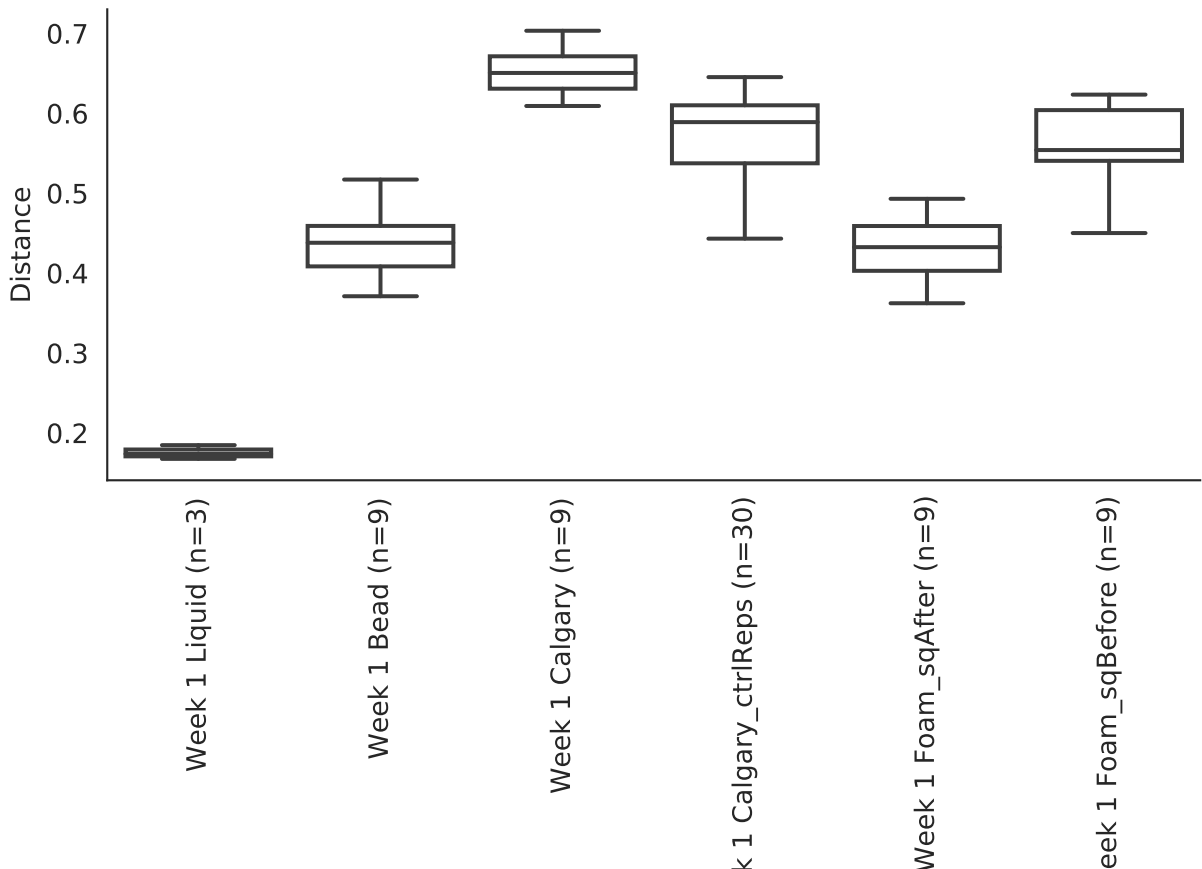 0.7
0.6
0.5
0.4
0.3
0.2
Distance
Week 1 Liquid (n=3)
Week 1 Bead (n=9)
Week 1 Calgary (n=9)
k 1 Calgary_ctrlReps (n=30)
Week 1 Foam_sqAfter (n=9)
eek 1 Foam_sqBefore (n=9)